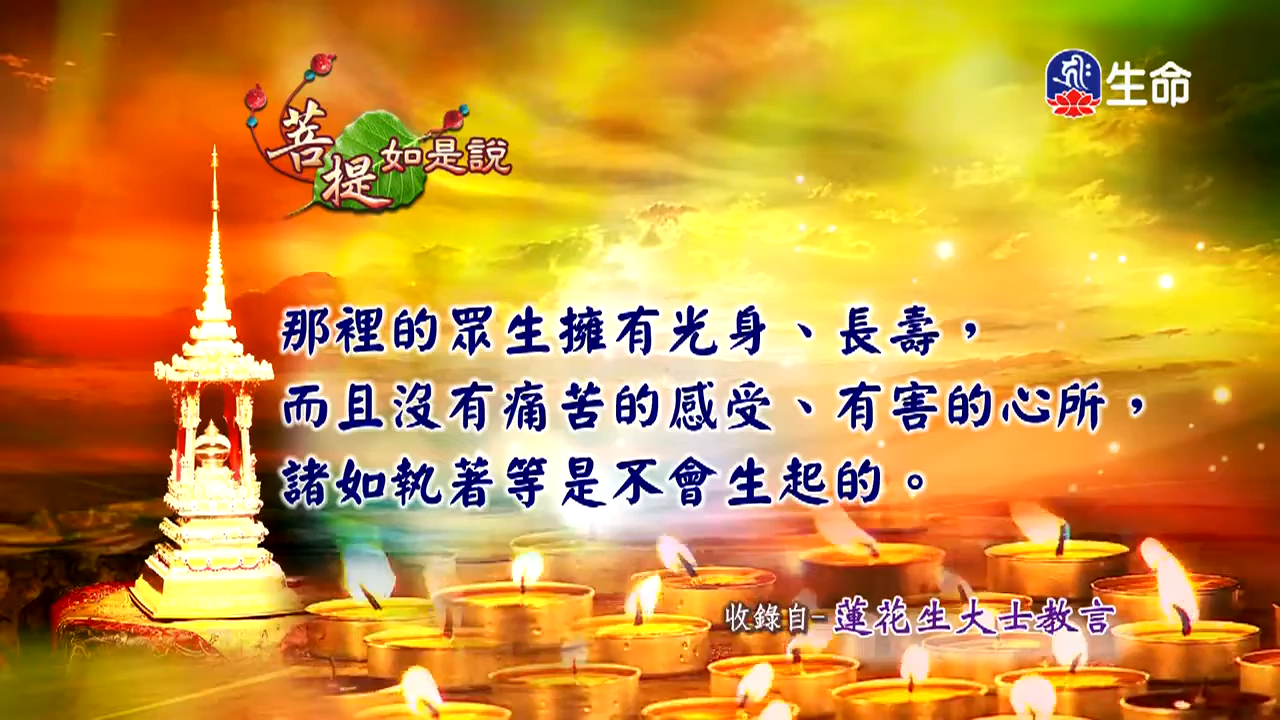 菩提如是說
生命
那裡的眾生擁有光身、長壽，
而且沒有痛苦的感受、有害的心所，
諸如執著等是不會生起的。
收錄自-蓮花生大士教言